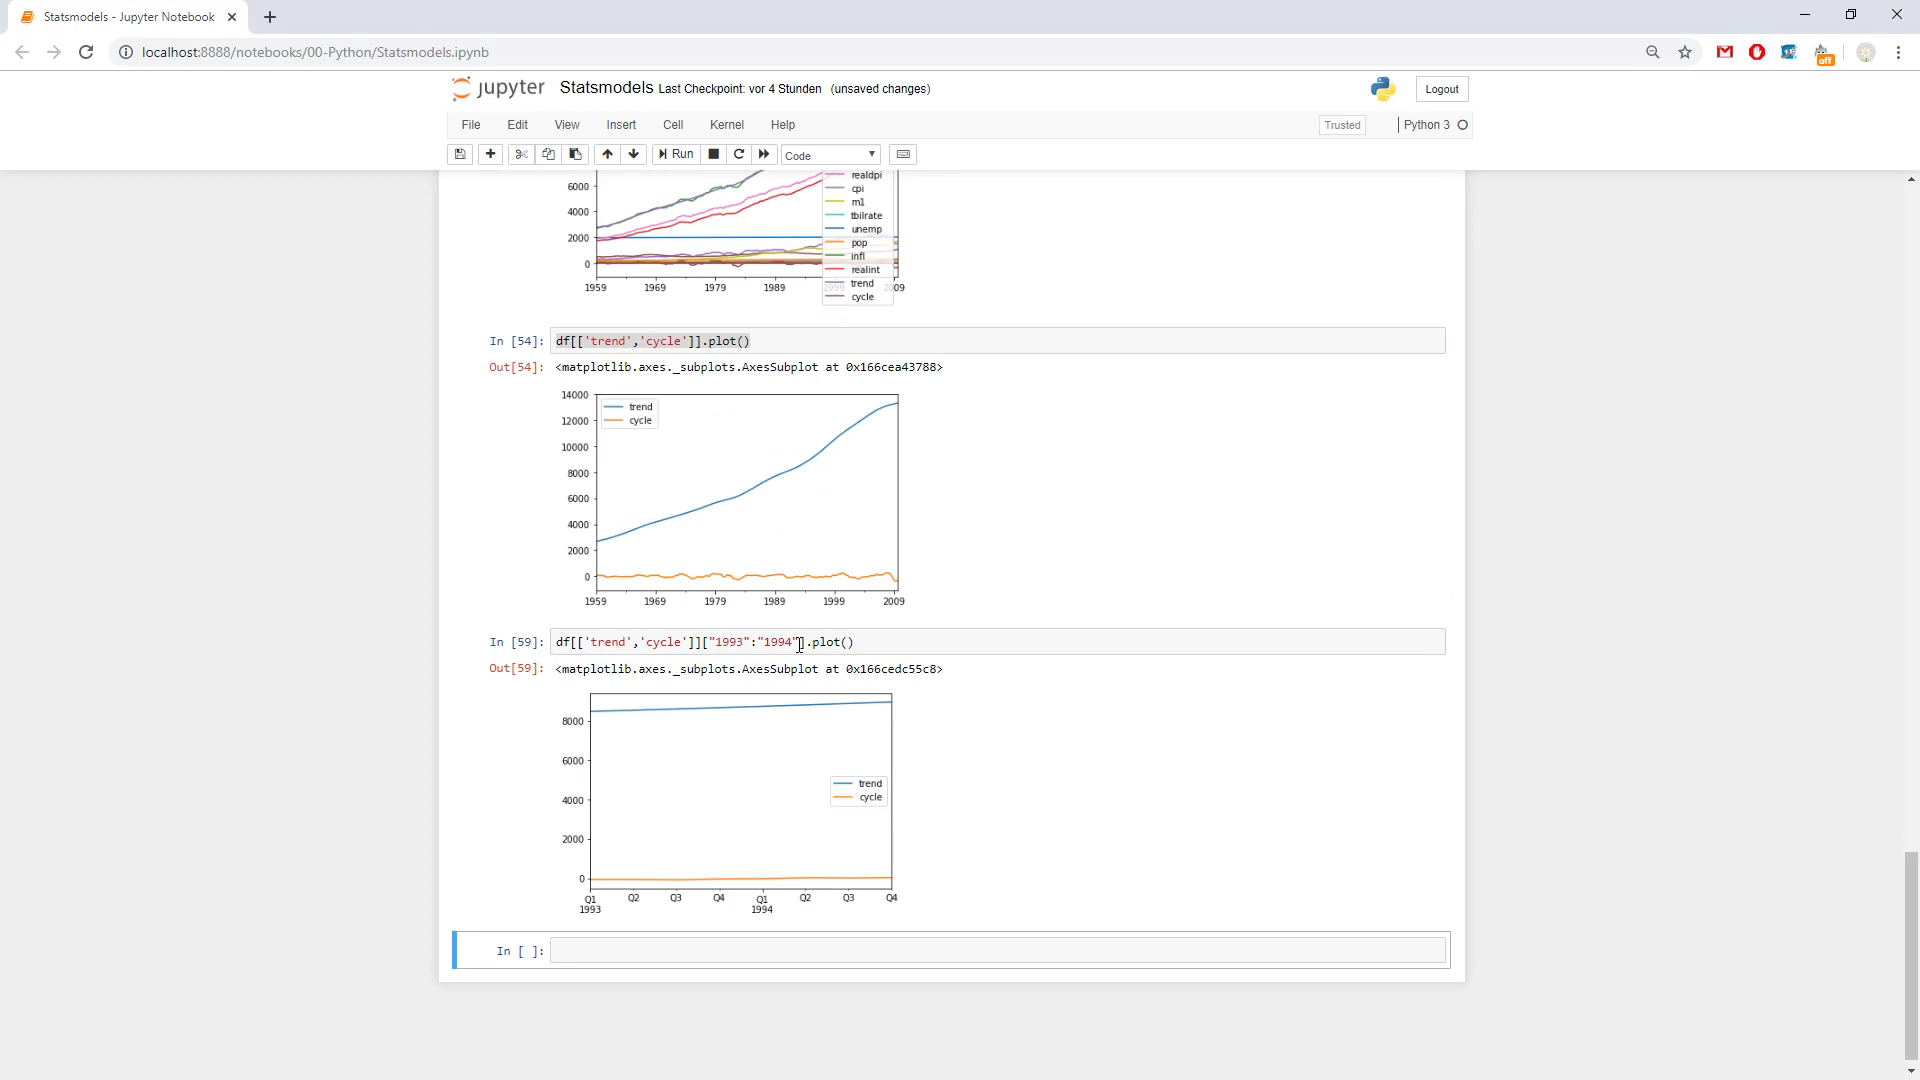 Statsmodels - Jupyter Notebook
localhost:8888/notebooks/00-Python/Statsmodels.ipynb
off
jupyter Statsmodels Last Checkpoint: vor 4 Stunden (unsaved changes)
Logout
File Edit View Insert Cell Kernel Help
Trusted
Python 3
Run
Code
realdpi
6000
cpi
m1
4000
tbilrate
unemp
2000
pop
infl
0
realint
trend
1959 1969 1979 1989 1999 2009
cycle
In [54]: df[['trend','cycle']].plot()
Out[54]: <matplotlib.axes._subplots.AxesSubplot at 0x166cea43788>
14000
trend
cycle
12000
10000
8000
6000
4000
2000
0
1959 1969 1979 1989 1999 2009
In [59]: df[['trend','cycle']]["1993":"1994"].plot()
Out[59]: <matplotlib.axes._subplots.AxesSubplot at 0x166cedc55c8>
8000
6000
trend
cycle
4000
2000
0
Q1 Q2 Q3 Q4 Q1 Q2 Q3 Q4
1993 1994
In [ ]: